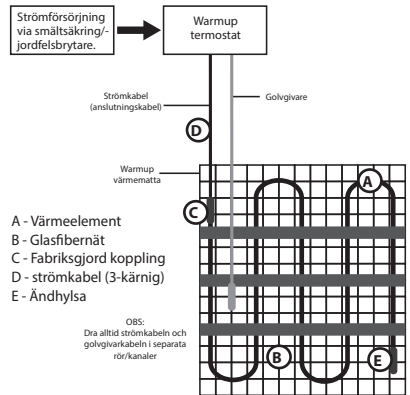 Strömförsörjning
via smältsäkring/-
jordfelsbrytare.
Warmup
termostat
Strömkabel
(anslutningskabel)
Golvgivare
D
Warmup
värmematta
A
C
A - Värmeelement
B - Glasfibernät
C - Fabriksgjord koppling
D - strömkabel (3-kärnig)
E - Ändhylsa
OBS:
Dra alltid strömkabeln och
golvgivarkabeln i separata
rör/kanaler
B
E